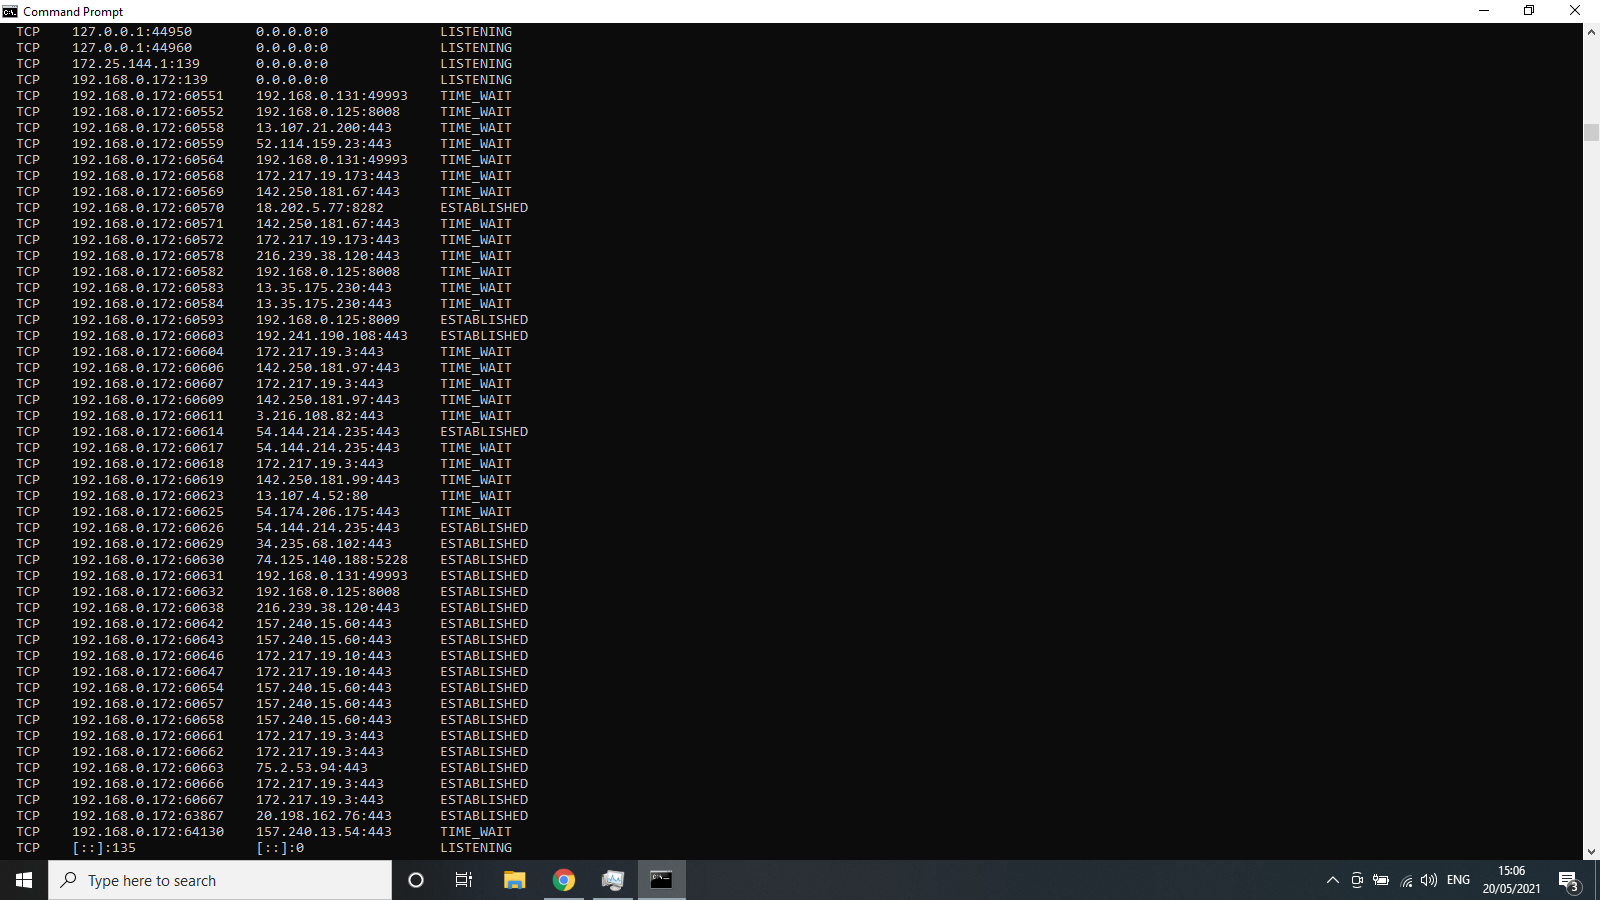 Command Prompt
TCP 127.0.0.1:44950 0.0.0.0:0 LISTENING
TCP 127.0.0.1:44960 0.0.0.0:0 LISTENING
TCP 172.25.144.1:139 0.0.0.0:0 LISTENING
TCP 192.168.0.172:139 0.0.0.0:0 LISTENING
TCP 192.168.0.172:60551 192.168.0.131:49993 TIME_WAIT
TCP 192.168.0.172:60552 192.168.0.125:8008 TIME_WAIT
TCP 192.168.0.172:60558 13.107.21.200:443 TIME_WAIT
TCP 192.168.0.172:60559 52.114.159.23:443 TIME_WAIT
TCP 192.168.0.172:60564 192.168.0.131:49993 TIME_WAIT
TCP 192.168.0.172:60568 172.217.19.173:443 TIME_WAIT
TCP 192.168.0.172:60569 142.250.181.67:443 TIME_WAIT
TCP 192.168.0.172:60570 18.202.5.77:8282 ESTABLISHED
TCP 192.168.0.172:60571 142.250.181.67:443 TIME_WAIT
TCP 192.168.0.172:60572 172.217.19.173:443 TIME_WAIT
TCP 192.168.0.172:60578 216.239.38.120:443 TIME_WAIT
TCP 192.168.0.172:60582 192.168.0.125:8008 TIME_WAIT
TCP 192.168.0.172:60583 13.35.175.230:443 TIME_WAIT
TCP 192.168.0.172:60584 13.35.175.230:443 TIME_WAIT
TCP 192.168.0.172:60593 192.168.0.125:8009 ESTABLISHED
TCP 192.168.0.172:60603 192.241.190.108:443 ESTABLISHED
TCP 192.168.0.172:60604 172.217.19.3:443 TIME_WAIT
TCP 192.168.0.172:60606 142.250.181.97:443 TIME_WAIT
TCP 192.168.0.172:60607 172.217.19.3:443 TIME_WAIT
TCP 192.168.0.172:60609 142.250.181.97:443 TIME_WAIT
TCP 192.168.0.172:60611 3.216.108.82:443 TIME_WAIT
TCP 192.168.0.172:60614 54.144.214.235:443 ESTABLISHED
TCP 192.168.0.172:60617 54.144.214.235:443 TIME_WAIT
TCP 192.168.0.172:60618 172.217.19.3:443 TIME_WAIT
TCP 192.168.0.172:60619 142.250.181.99:443 TIME_WAIT
TCP 192.168.0.172:60623 13.107.4.52:80 TIME_WAIT
TCP 192.168.0.172:60625 54.174.206.175:443 TIME_WAIT
TCP 192.168.0.172:60626 54.144.214.235:443 ESTABLISHED
TCP 192.168.0.172:60629 34.235.68.102:443 ESTABLISHED
TCP 192.168.0.172:60630 74.125.140.188:5228 ESTABLISHED
TCP 192.168.0.172:60631 192.168.0.131:49993 ESTABLISHED
TCP 192.168.0.172:60632 192.168.0.125:8008 ESTABLISHED
TCP 192.168.0.172:60638 216.239.38.120:443 ESTABLISHED
TCP 192.168.0.172:60642 157.240.15.60:443 ESTABLISHED
TCP 192.168.0.172:60643 157.240.15.60:443 ESTABLISHED
TCP 192.168.0.172:60646 172.217.19.10:443 ESTABLISHED
TCP 192.168.0.172:60647 172.217.19.10:443 ESTABLISHED
TCP 192.168.0.172:60654 157.240.15.60:443 ESTABLISHED
TCP 192.168.0.172:60657 157.240.15.60:443 ESTABLISHED
TCP 192.168.0.172:60658 157.240.15.60:443 ESTABLISHED
TCP 192.168.0.172:60661 172.217.19.3:443 ESTABLISHED
TCP 192.168.0.172:60662 172.217.19.3:443 ESTABLISHED
TCP 192.168.0.172:60663 75.2.53.94:443 ESTABLISHED
TCP 192.168.0.172:60666 172.217.19.3:443 ESTABLISHED
TCP 192.168.0.172:60667 172.217.19.3:443 ESTABLISHED
TCP 192.168.0.172:63867 20.198.162.76:443 ESTABLISHED
TCP 192.168.0.172:64130 157.240.13.54:443 TIME_WAIT
TCP [::]:135 [::]:0 LISTENING
Type here to search
ENG
15:06
20/05/2021
3